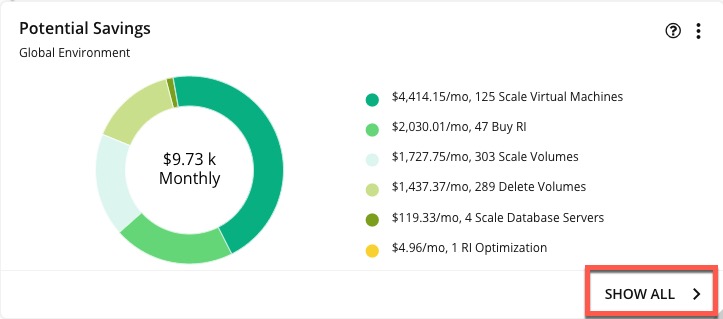 Potential Savings
Global Environment
$9.73 k
Monthly
$4,414.15/mo, 125 Scale Virtual Machines
$2,030.01/mo, 47 Buy RI
$1,727.75/mo, 303 Scale Volumes
$1,437.37/mo, 289 Delete Volumes
$119.33/mo, 4 Scale Database Servers
$4.96/mo, 1 RI Optimization
SHOW ALL